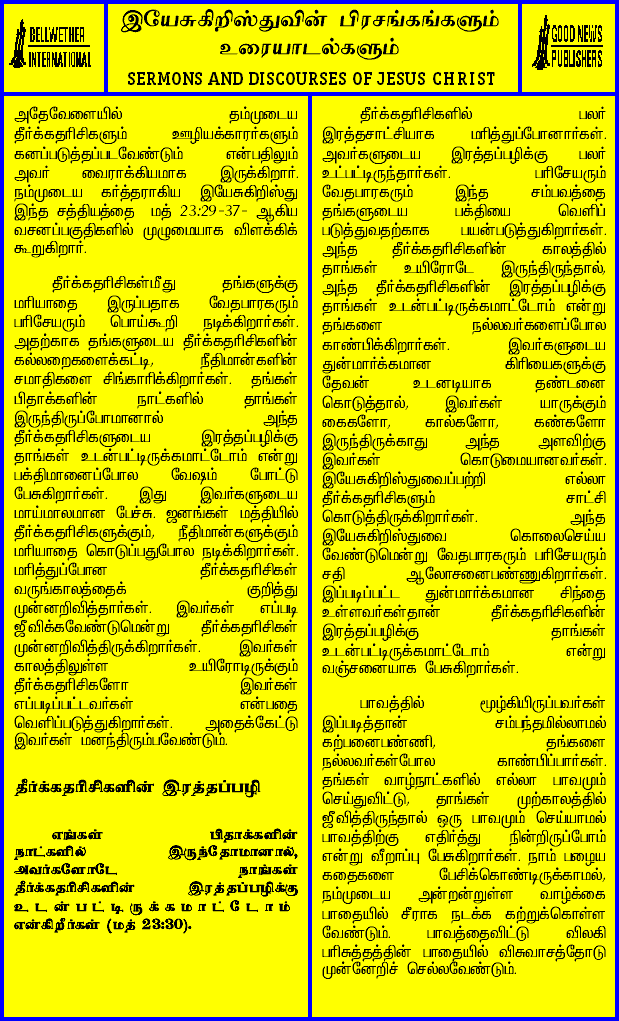 BELLWETHER
INTERNATIONAL
இயேசுகிறிஸ்துவின் பிரசங்கங்களும்
உரையாடல்களும்
SERMONS AND DISCOURSES OF JESUS CHRIST
GOOD NEWS
PUBLISHERS
அதேவேளையில் தம்முடைய
தீர்க்கதரிசிகளும் ஊழியக்காரர்களும்
கனப்படுத்தப்படவேண்டும் என்பதிலும்
அவர் வைராக்கியமாக இருக்கிறார்.
நம்முடைய கர்த்தராகிய இயேசுகிறிஸ்து
இந்த சத்தியத்தை மத் 23:29-37- ஆகிய
வசனப்பகுதிகளில் முழுமையாக விளக்கிக்
கூறுகிறார்.
தீர்க்கதரிசிகள்மீது தங்களுக்கு
மரியாதை இருப்பதாக வேதபாரகரும்
பரிசேயரும் பொய்கூறி நடிக்கிறார்கள்.
அதற்காக தங்களுடைய தீர்க்கதரிசிகளின்
கல்லறைகளைக்கட்டி, நீதிமான்களின்
சமாதிகளை சிங்காரிக்கிறார்கள். தங்கள்
பிதாக்களின் நாட்களில் தாங்கள்
இருந்திருப்போமானால் அந்த
தீர்க்கதரிசிகளுடைய இரத்தப்பழிக்கு
தாங்கள் உடன்பட்டிருக்கமாட்டோம் என்று
பக்திமானைப்போல வேஷம் போட்டு
பேசுகிறார்கள். இது இவர்களுடைய
மாய்மாலமான பேச்சு. ஜனங்கள் மத்தியில்
தீர்க்கதரிசிகளுக்கும், நீதிமான்களுக்கும்
மரியாதை கொடுப்பதுபோல நடிக்கிறார்கள்.
மரித்துப்போன தீர்க்கதரிசிகள்
வருங்காலத்தைக் குறித்து
முன்னறிவித்தார்கள். இவர்கள் எப்படி
ஜீவிக்கவேண்டுமென்று தீர்க்கதரிசிகள்
முன்னறிவித்திருக்கிறார்கள். இவர்கள்
காலத்திலுள்ள உயிரோடிருக்கும்
தீர்க்கதரிசிகளோ இவர்கள்
எப்படிப்பட்டவர்கள் என்பதை
வெளிப்படுத்துகிறார்கள். அதைக்கேட்டு
இவர்கள் மனந்திரும்பவேண்டும்.
தீர்க்கதரிசிகளின் இரத்தப்பழி
எங்கள் பிதாக்களின்
நாட்களில் இருந்தோமானால்,
அவர்களோடே நாங்கள்
தீர்க்கதரிசிகளின் இரத்தப்பழிக்கு
உடன்பட்டிருக்கமாட்டோம்
என்கிறீர்கள் (மத் 23:30).
தீர்க்கதரிசிகளில் பலர்
இரத்தசாட்சியாக மரித்துப்போனார்கள்.
அவர்களுடைய இரத்தப்பழிக்கு பலர்
உட்பட்டிருந்தார்கள். பரிசேயரும்
வேதபாரகரும் இந்த சம்பவத்தை
தங்களுடைய பக்தியை வெளிப்
படுத்துவதற்காக பயன்படுத்துகிறார்கள்.
அந்த தீர்க்கதரிசிகளின் காலத்தில்
தாங்கள் உயிரோடே இருந்திருந்தால்,
அந்த தீர்க்கதரிசிகளின் இரத்தப்பழிக்கு
தாங்கள் உடன்பட்டிருக்கமாட்டோம் என்று
தங்களை நல்லவர்களைப்போல
காண்பிக்கிறார்கள். இவர்களுடைய
துன்மார்க்கமான கிரியைகளுக்கு
தேவன் உடனடியாக தண்டனை
கொடுத்தால், இவர்கள் யாருக்கும்
கைகளோ, கால்களோ, கண்களோ
இருந்திருக்காது அந்த அளவிற்கு
இவர்கள் கொடுமையானவர்கள்.
இயேசுகிறிஸ்துவைப்பற்றி எல்லா
தீர்க்கதரிசிகளும் சாட்சி
கொடுத்திருக்கிறார்கள். அந்த
இயேசுகிறிஸ்துவை கொலைசெய்ய
வேண்டுமென்று வேதபாரகரும் பரிசேயரும்
சதி ஆலோசனைபண்ணுகிறார்கள்.
இப்படிப்பட்ட துன்மார்க்கமான சிந்தை
உள்ளவர்கள்தான் தீர்க்கதரிசிகளின்
இரத்தப்பழிக்கு தாங்கள்
உடன்பட்டிருக்கமாட்டோம் என்று
வஞ்சனையாக பேசுகிறார்கள்.
பாவத்தில் மூழ்கியிருப்பவர்கள்
இப்படித்தான் சம்பந்தமில்லாமல்
கற்பனைபண்ணி, தங்களை
நல்லவர்கள்போல காண்பிப்பார்கள்.
தங்கள் வாழ்நாட்களில் எல்லா பாவமும்
செய்துவிட்டு, தாங்கள் முற்காலத்தில்
ஜீவித்திருந்தால் ஒரு பாவமும் செய்யாமல்
பாவத்திற்கு எதிர்த்து நின்றிருப்போம்
என்று வீறாப்பு பேசுகிறார்கள். நாம் பழைய
கதைகளை பேசிக்கொண்டிருக்காமல்,
நம்முடைய அன்றன்றுள்ள வாழ்க்கை
பாதையில் சீராக நடக்க கற்றுக்கொள்ள
வேண்டும். பாவத்தைவிட்டு விலகி
பரிசுத்தத்தின் பாதையில் விசுவாசத்தோடு
முன்னேறிச் செல்லவேண்டும்.